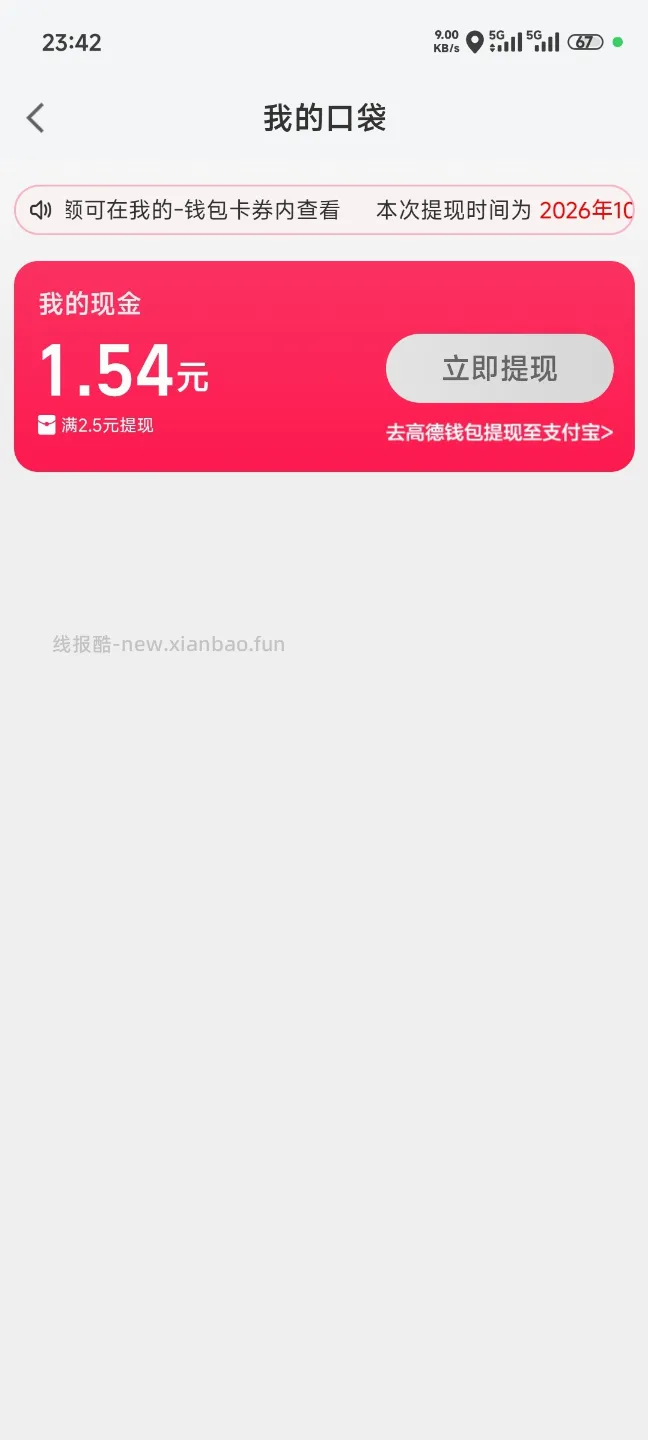 23:42
9.00 KB/s 5G 5G 67
我的口袋
额可在我的-钱包卡券内查看 本次提现时间为 2026年10
我的现金
1.54元
立即提现
满2.5元提现
去高德钱包提现至支付宝>
线报酷-new.xianbao.fun